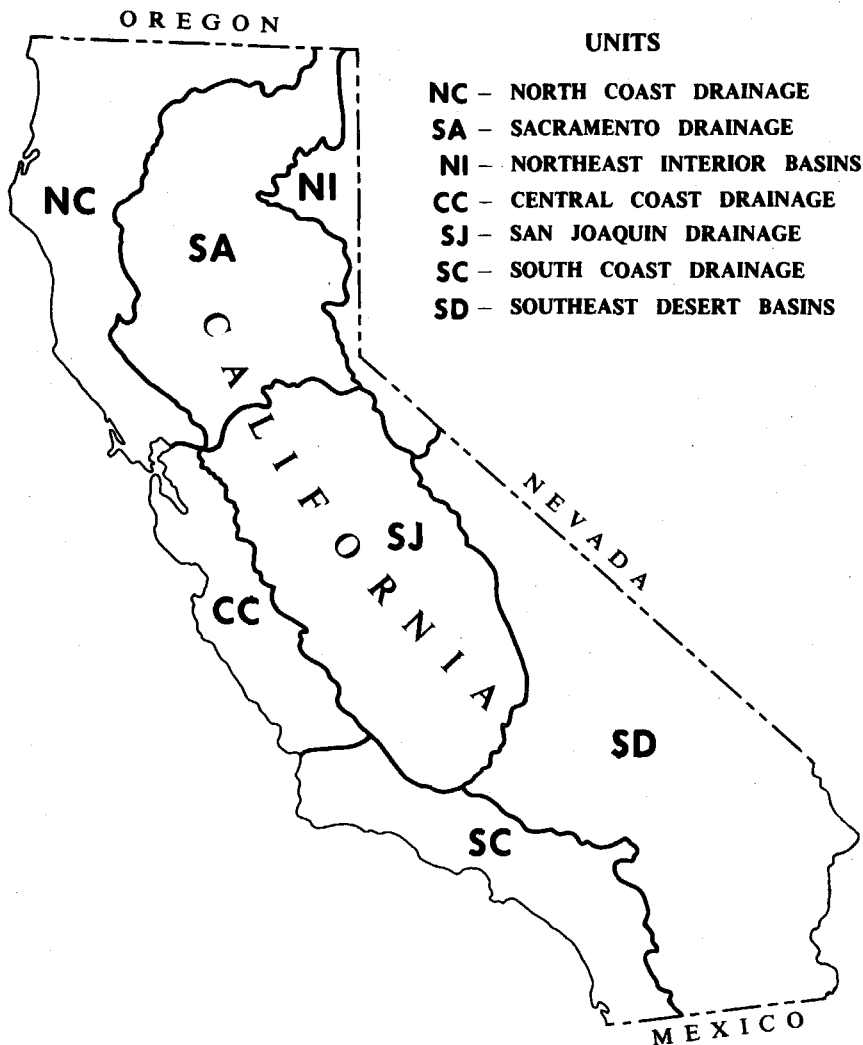 OREGON
UNITS
NC – NORTH COAST DRAINAGE
SA – SACRAMENTO DRAINAGE
NI – NORTHEAST INTERIOR BASINS
CC – CENTRAL COAST DRAINAGE
SJ – SAN JOAQUIN DRAINAGE
SC – SOUTH COAST DRAINAGE
SD – SOUTHEAST DESERT BASINS
NC
NI
SA
CALIFORNIA
NEVADA
SJ
CC
SD
SC
MEXICO